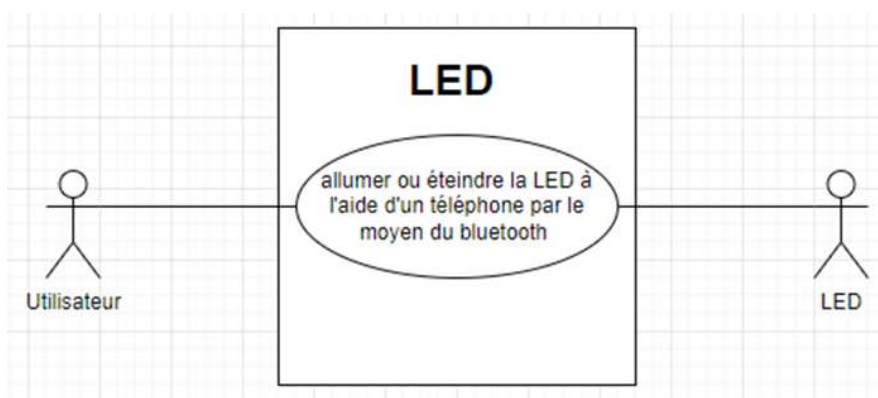 LED
allumer ou éteindre la LED à
l'aide d'un téléphone par le
moyen du bluetooth
Utilisateur
LED